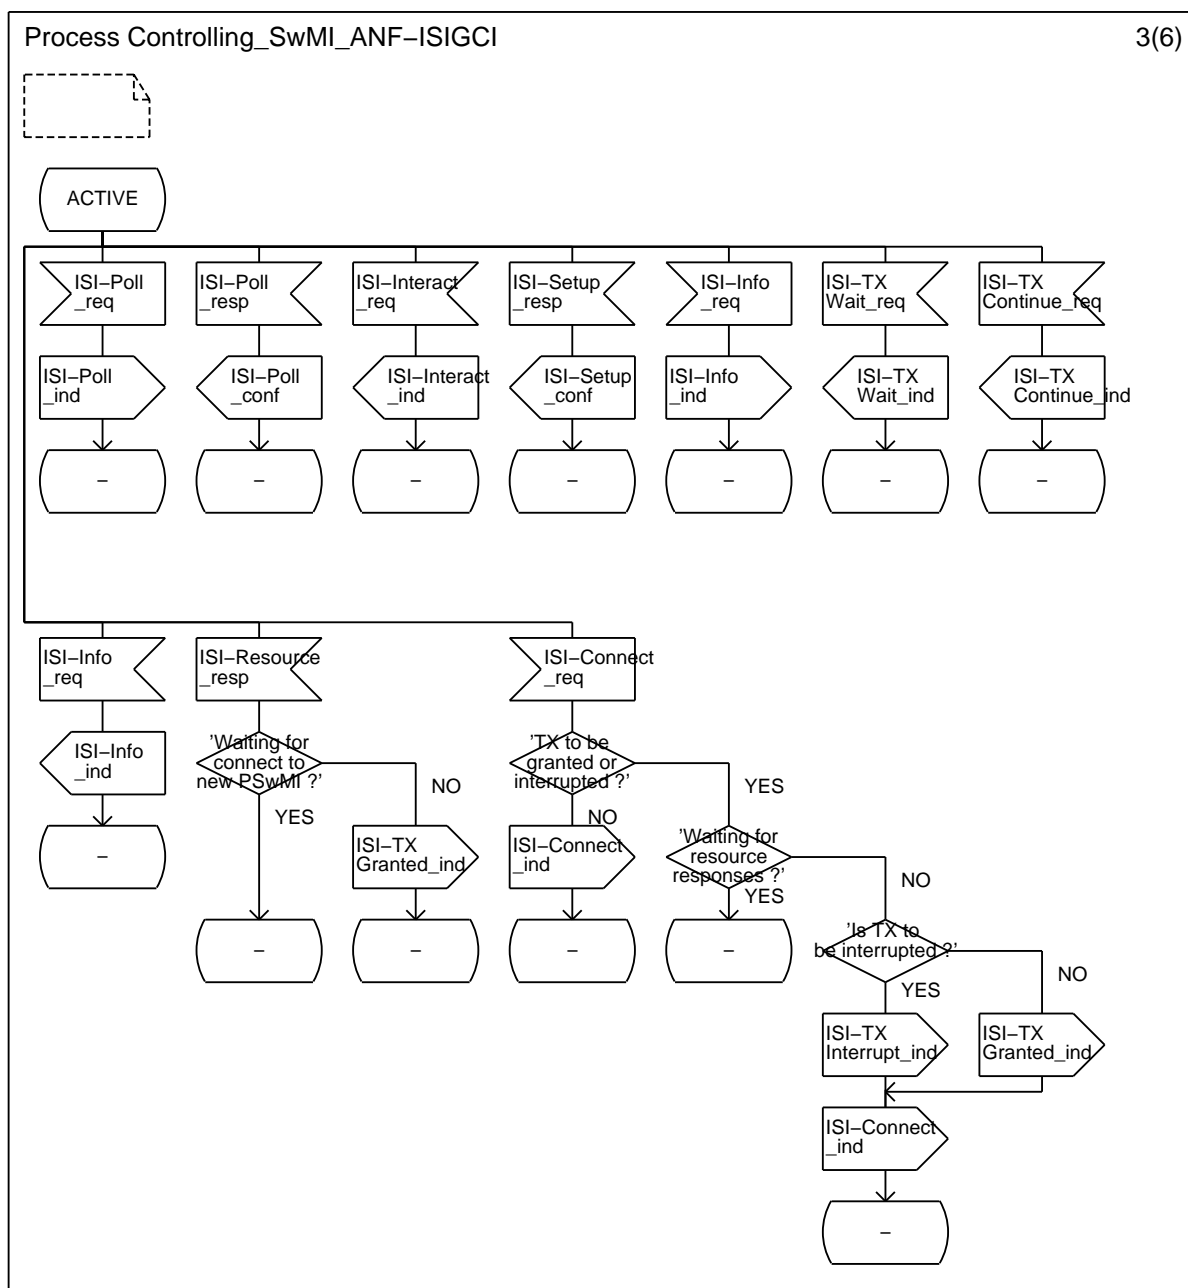 Process Controlling_SwMI_ANF−ISIGCI
3(6)
ACTIVE
ISI−Poll
_req
ISI−Poll
_resp
ISI−Interact
_req
ISI−Setup
_resp
ISI−Info
_req
ISI−TX
Wait_req
ISI−TX
Continue_req
ISI−Poll
_ind
ISI−Poll
_conf
ISI−Interact
_ind
ISI−Setup
_conf
ISI−Info
_ind
ISI−TX
Wait_ind
ISI−TX
Continue_ind
−
−
−
−
−
−
−
ISI−Info
_req
ISI−Resource
_resp
ISI−Connect
_req
ISI−Info
_ind
'Waiting for
connect to
new PSwMI ?'
'TX to be
granted or
interrupted ?'
NO
YES
YES
NO
−
ISI−TX
Granted_ind
ISI−Connect
_ind
'Waiting for
resource
responses ?'
YES
NO
−
−
−
−
'Is TX to
be interrupted ?'
YES
NO
ISI−TX
Interrupt_ind
ISI−TX
Granted_ind
ISI−Connect
_ind
−